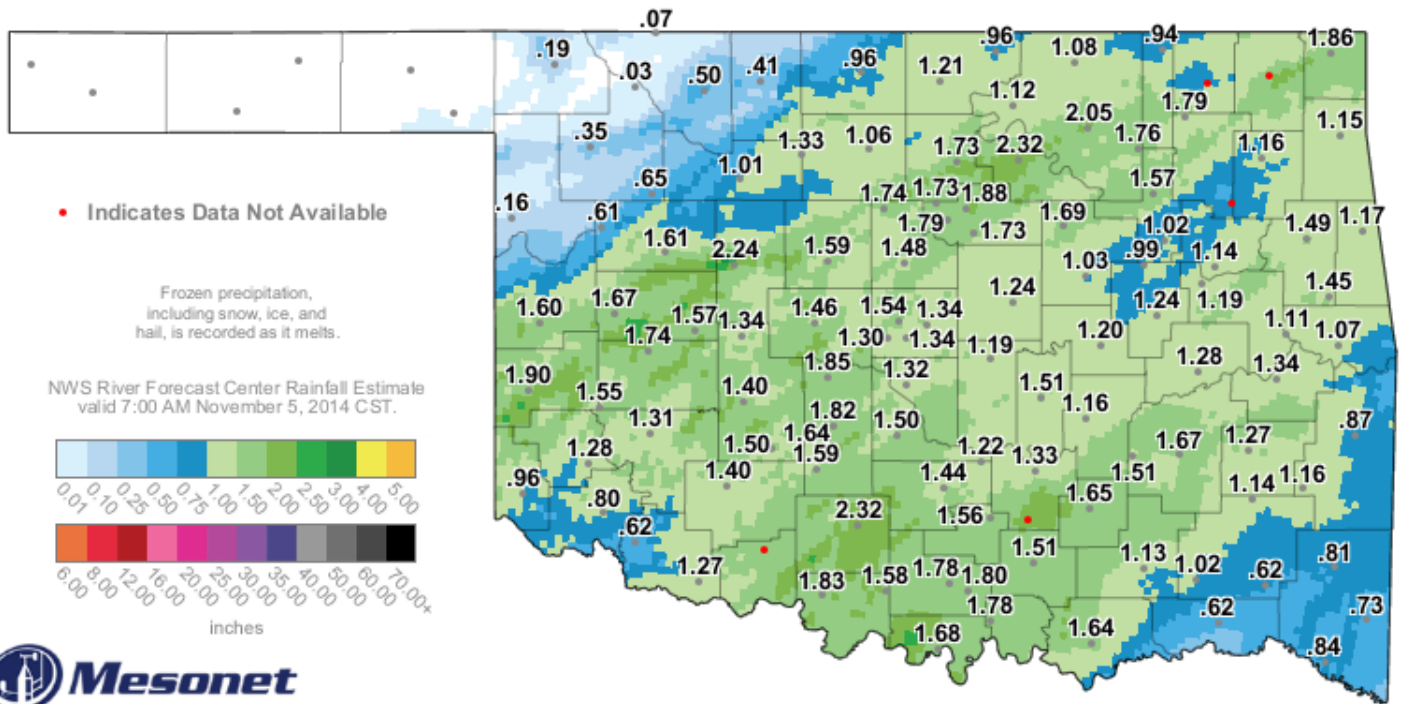 .07
.19 .03 .50 .41 .96 1.21 .96 1.08 .94 1.86
1.12 2.05 1.79 1.15
.35 1.33 1.06 1.73 2.32 1.76 1.16
.16 .65 1.01 1.74 1.73 1.88 1.57
Indicates Data Not Available
.61 1.61 2.24 1.59 1.79 1.48 1.73 1.69 1.02 1.49 1.17
1.03 .99 1.14
Frozen precipitation,
including snow, ice, and
hail, is recorded as it melts.
1.60 1.67 1.57 1.34 1.46 1.54 1.34 1.24 1.24 1.19 1.45
1.74 1.30 1.34 1.19 1.20 1.11 1.07
NWS River Forecast Center Rainfall Estimate
valid 7:00 AM November 5, 2014 CST.
1.90 1.55 1.40 1.85 1.32 1.51 1.28 1.34
1.31 1.82 1.50 1.16 .87
1.28 1.50 1.64 1.59 1.22 1.33 1.67 1.27
.96 .80 1.40 1.44 1.65 1.51 1.14 1.16
0.01 0.10 0.25 0.50 0.75 1.00 1.50 2.00 2.50 3.00 4.00 5.00
.62 2.32 1.56 1.51 1.13 1.02 .81
1.27 1.83 1.58 1.78 1.80 .62
6.00 8.00 12.00 16.00 20.00 25.00 30.00 35.00 40.00 50.00 60.00 70.00+
inches
1.68 1.78 1.64 .62 .73
.84
Mesonet